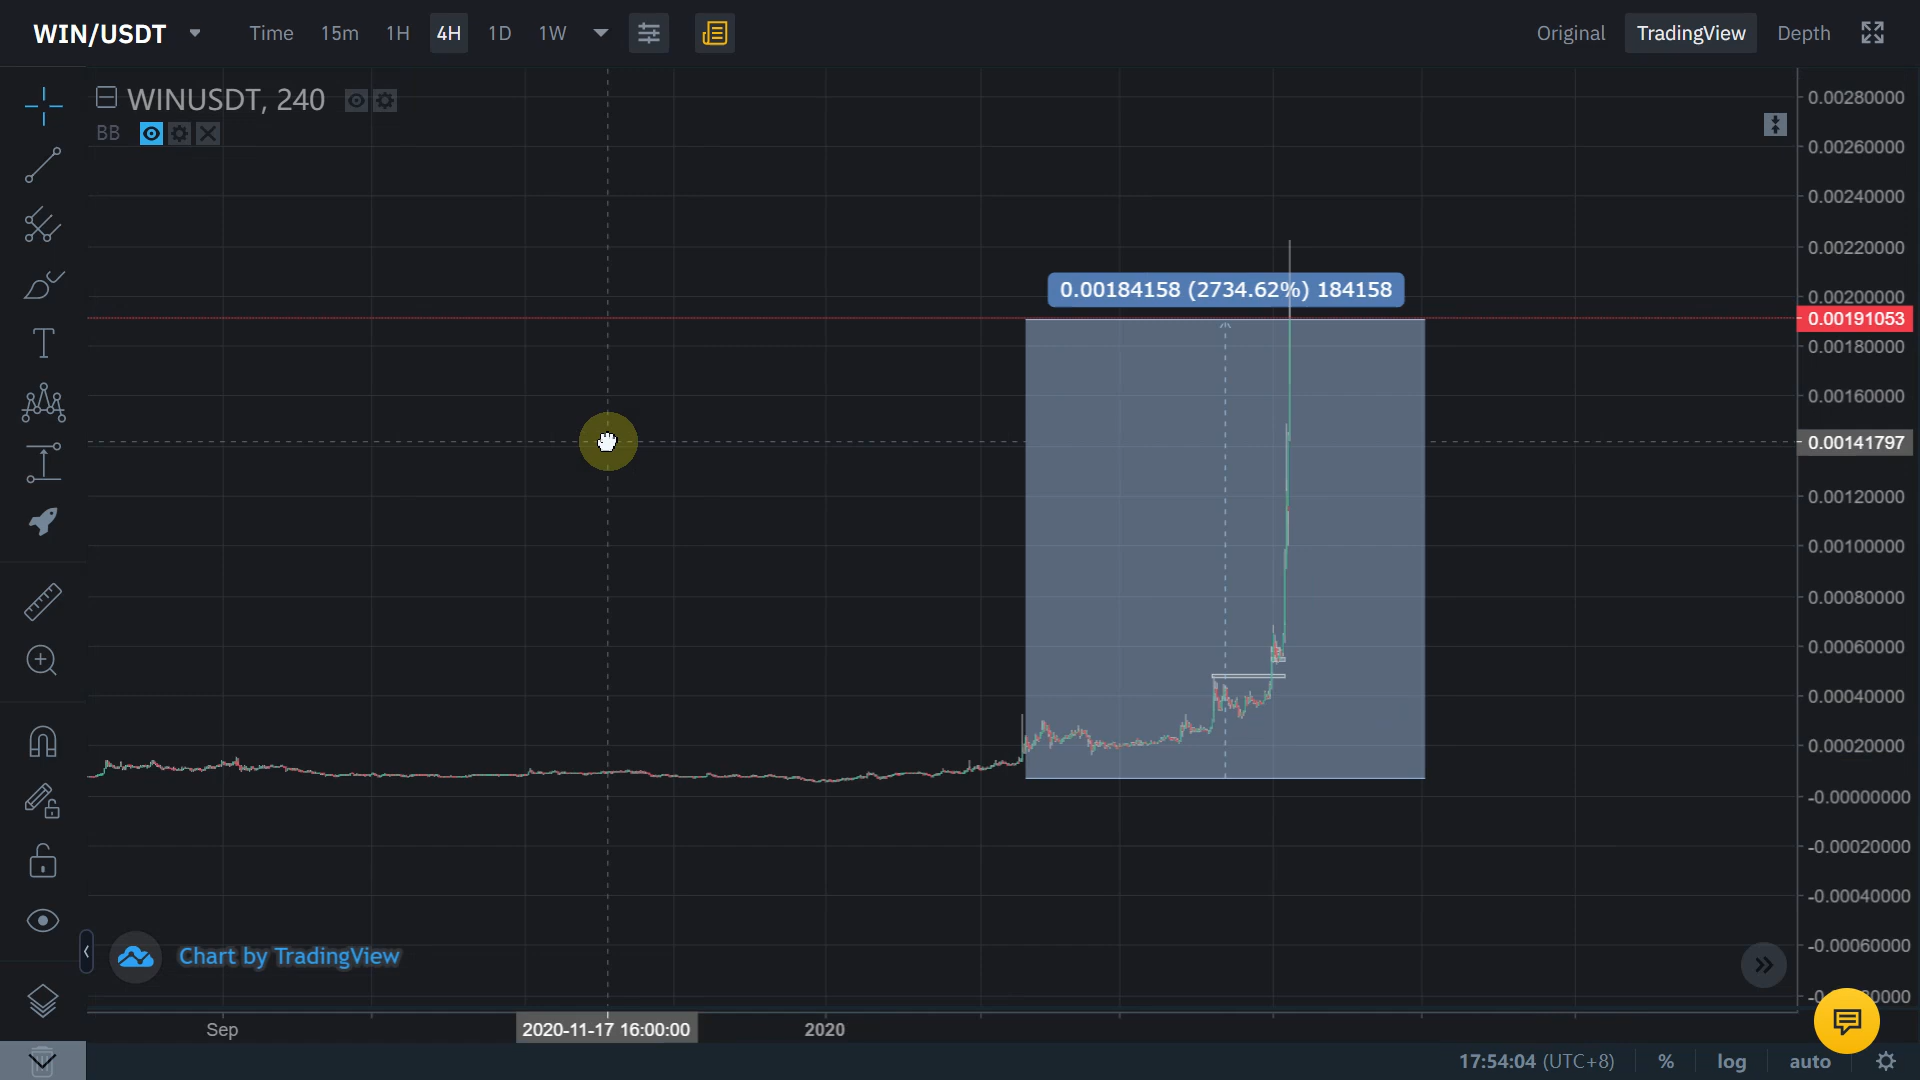 WIN/USDT
Time 15m 1H 4H 1D 1W
Original TradingView Depth
WINUSDT, 240
BB
0.00184158 (2734.62%) 184158
0.00280000
0.00260000
0.00240000
0.00220000
0.00200000
0.00191053
0.00180000
0.00160000
0.00141797
0.00120000
0.00100000
0.00080000
0.00060000
0.00040000
0.00020000
-0.00000000
-0.00020000
-0.00040000
-0.00060000
Chart by TradingView
Sep 2020-11-17 16:00:00 2020
17:54:04 (UTC+8) % log auto